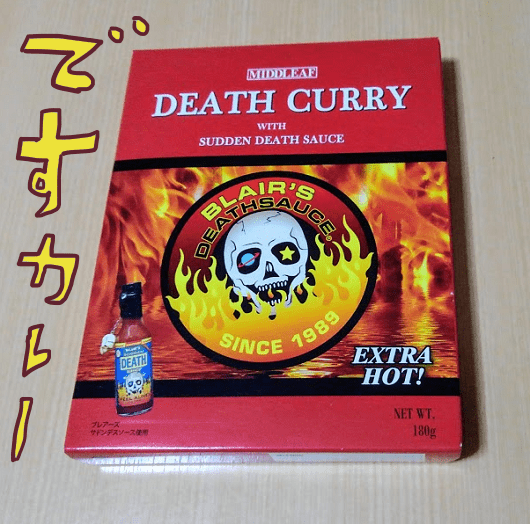 ですカレー
MIDDLEAF
DEATH CURRY
WITH
SUDDEN DEATH SAUCE
BLAIR'S
DEATHSAUCE®
SINCE 1989
DEATH
EXTRA
HOT!
NET WT.
180g
ブレアーズ
サドンデスソース使用